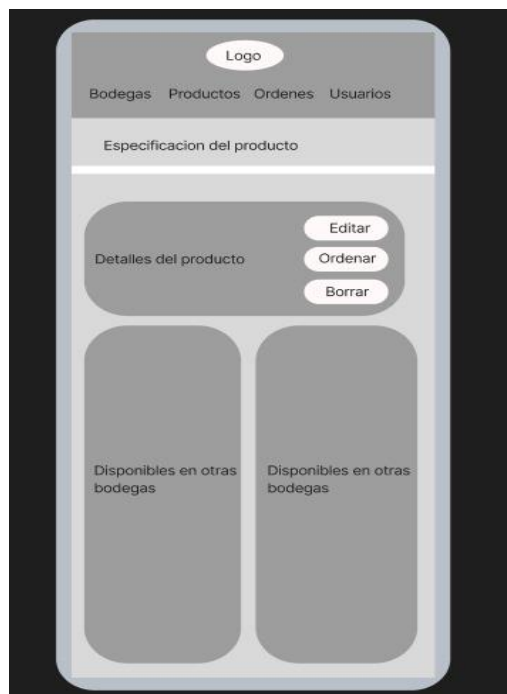 Logo
Bodegas Productos Ordenes Usuarios
Especificacion del producto
Detalles del producto
Editar
Ordenar
Borrar
Disponibles en otras
bodegas
Disponibles en otras
bodegas